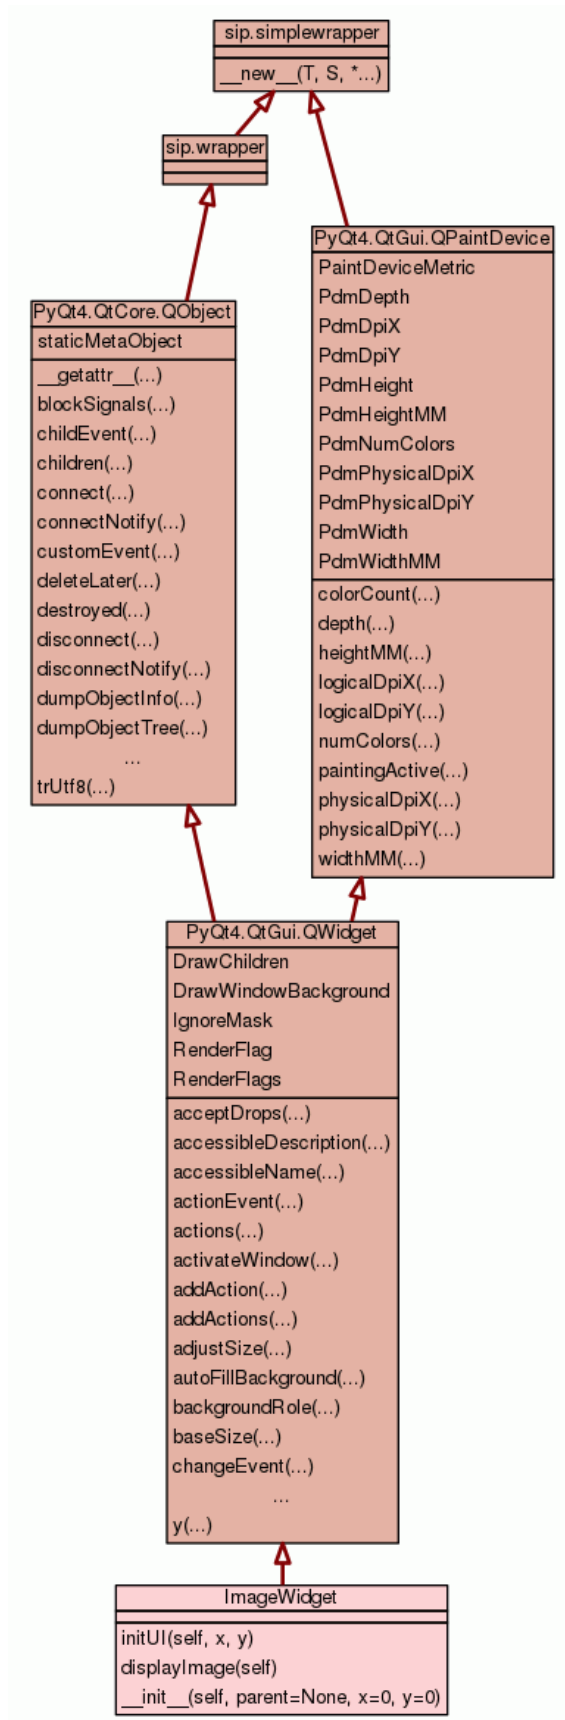 sip.simplewrapper
__new__(T, S, *...)
sip.wrapper
PyQt4.QtGui.QPaintDevice
PaintDeviceMetric
PdmDepth
PdmDpiX
PdmDpiY
PdmHeight
PdmHeightMM
PdmNumColors
PdmPhysicalDpiX
PdmPhysicalDpiY
PdmWidth
PdmWidthMM
colorCount(...)
depth(...)
heightMM(...)
logicalDpiX(...)
logicalDpiY(...)
numColors(...)
paintingActive(...)
physicalDpiX(...)
physicalDpiY(...)
widthMM(...)
PyQt4.QtCore.QObject
staticMetaObject
__getattr__(...)
blockSignals(...)
childEvent(...)
children(...)
connect(...)
connectNotify(...)
customEvent(...)
deleteLater(...)
destroyed(...)
disconnect(...)
disconnectNotify(...)
dumpObjectInfo(...)
dumpObjectTree(...)
...
trUtf8(...)
PyQt4.QtGui.QWidget
DrawChildren
DrawWindowBackground
IgnoreMask
RenderFlag
RenderFlags
acceptDrops(...)
accessibleDescription(...)
accessibleName(...)
actionEvent(...)
actions(...)
activateWindow(...)
addAction(...)
addActions(...)
adjustSize(...)
autoFillBackground(...)
backgroundRole(...)
baseSize(...)
changeEvent(...)
...
y(...)
ImageWidget
initUI(self, x, y)
displayImage(self)
__init__(self, parent=None, x=0, y=0)